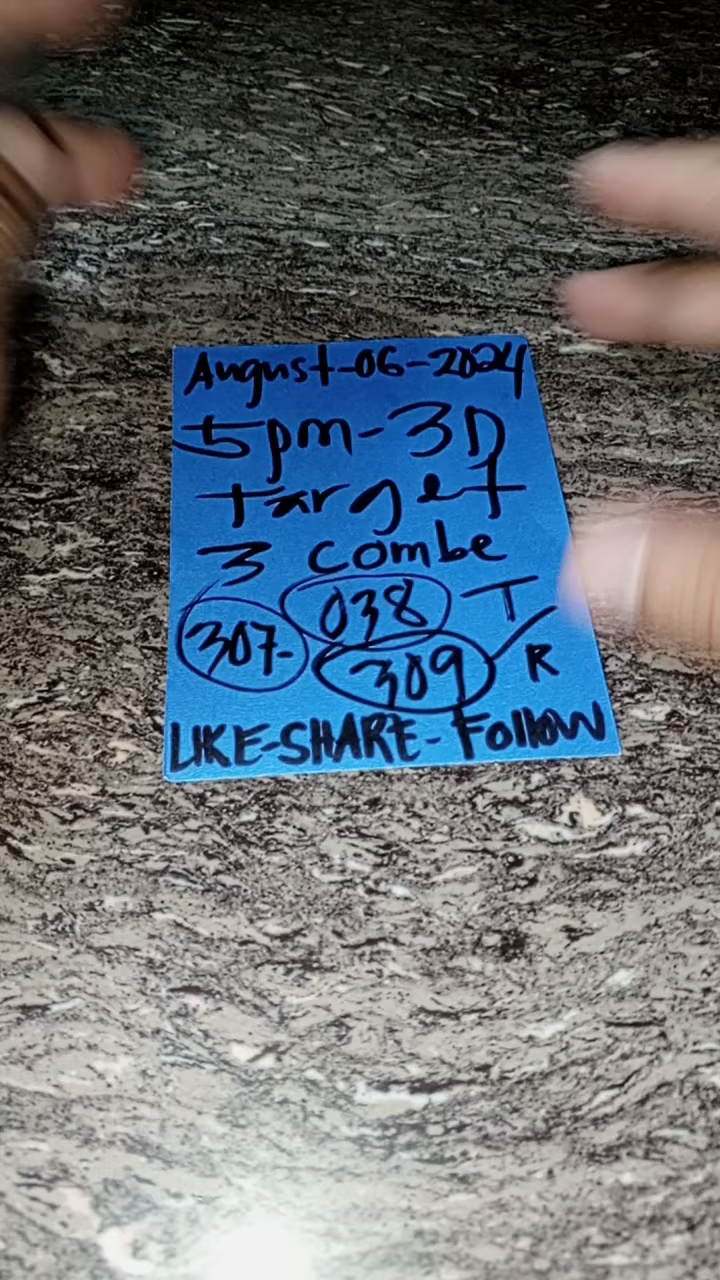 August-06-2024
5pm-3D
target
3 combe
038 T
307- 309 / R
LIKE-SHARE-Follow